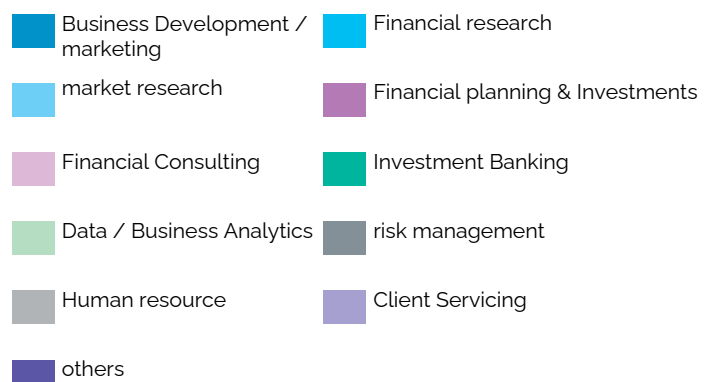 Business Development /
marketing
Financial research
market research
Financial planning & Investments
Financial Consulting
Investment Banking
Data / Business Analytics
risk management
Human resource
Client Servicing
others